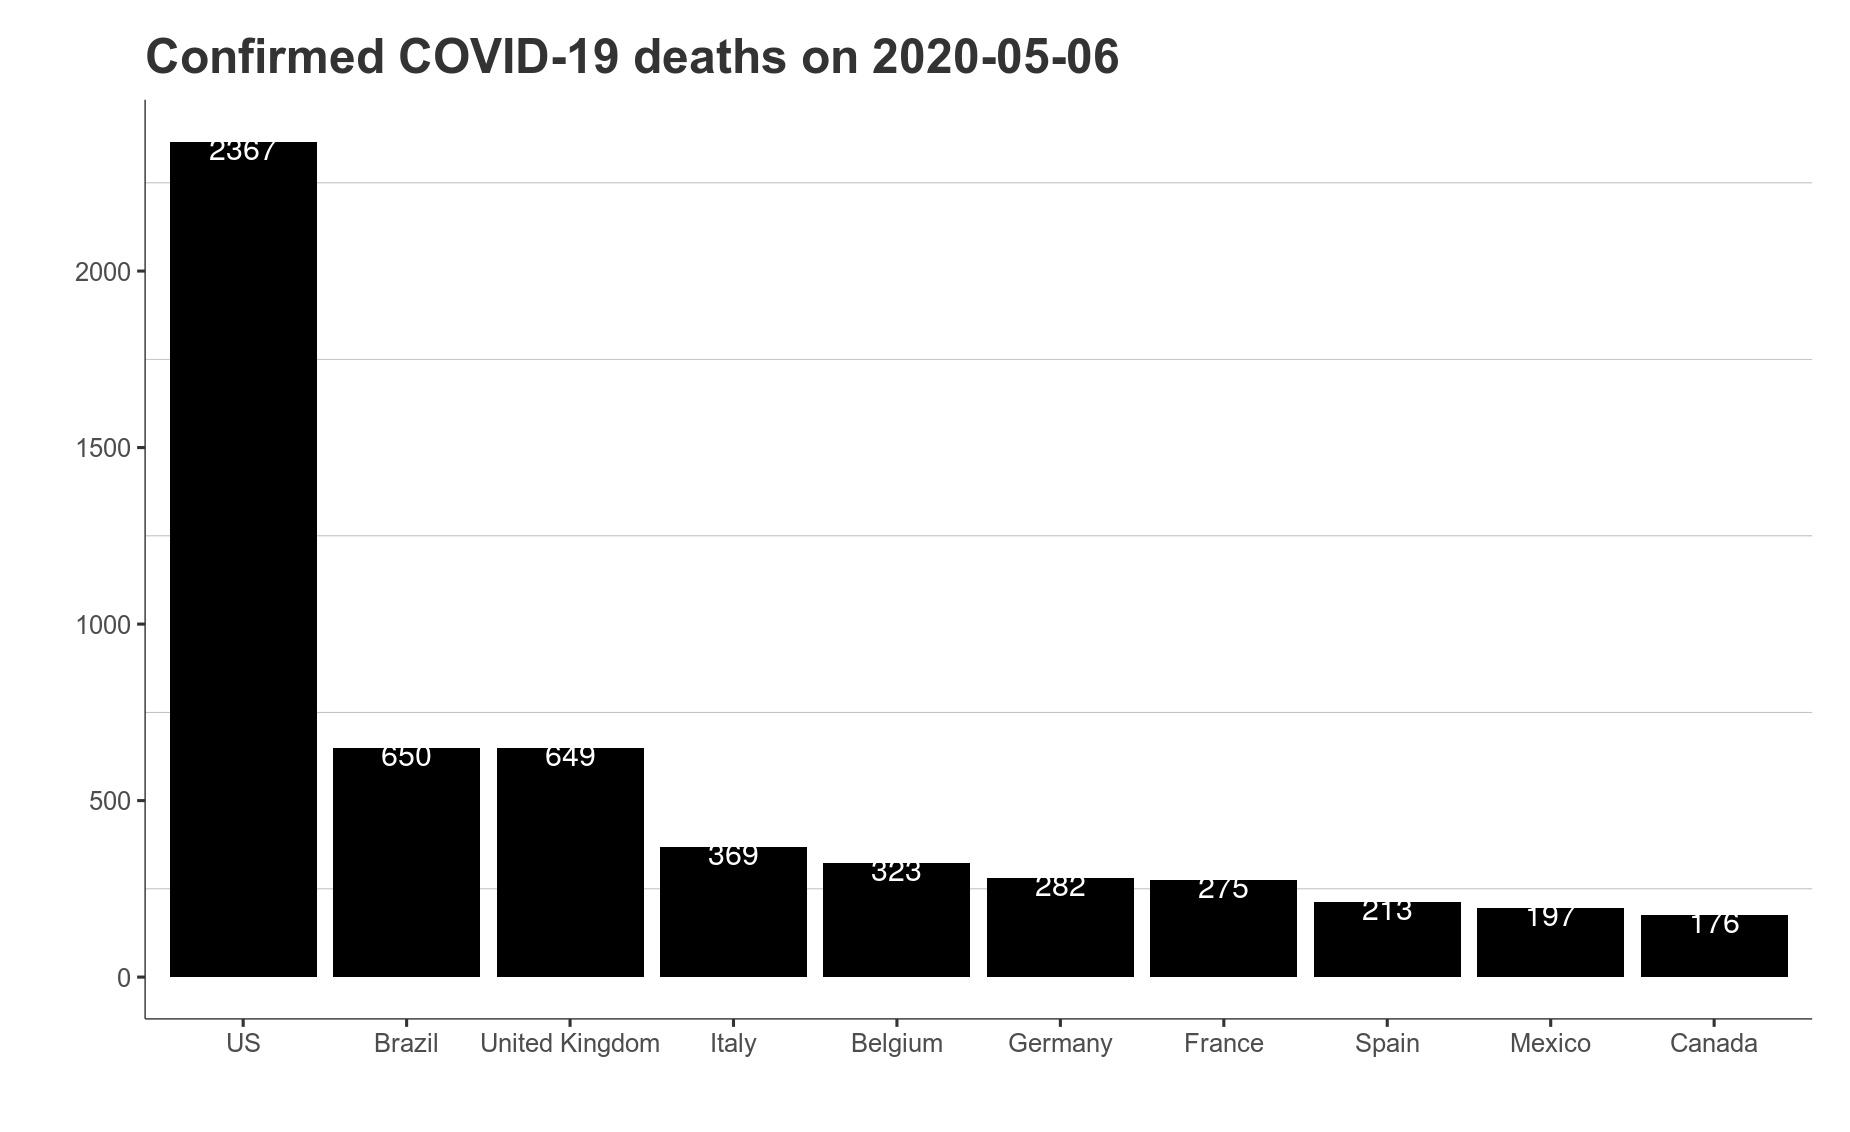 Confirmed COVID-19 deaths on 2020-05-06
2367
2000
1500
1000
650
649
500
369
323
282
275
213
197
176
0
US
Brazil
United Kingdom
Italy
Belgium
Germany
France
Spain
Mexico
Canada